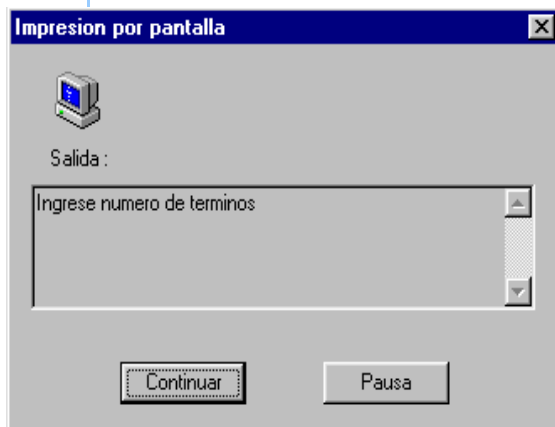 Impresion por pantalla
Salida :
Ingrese numero de terminos
Continuar
Pausa